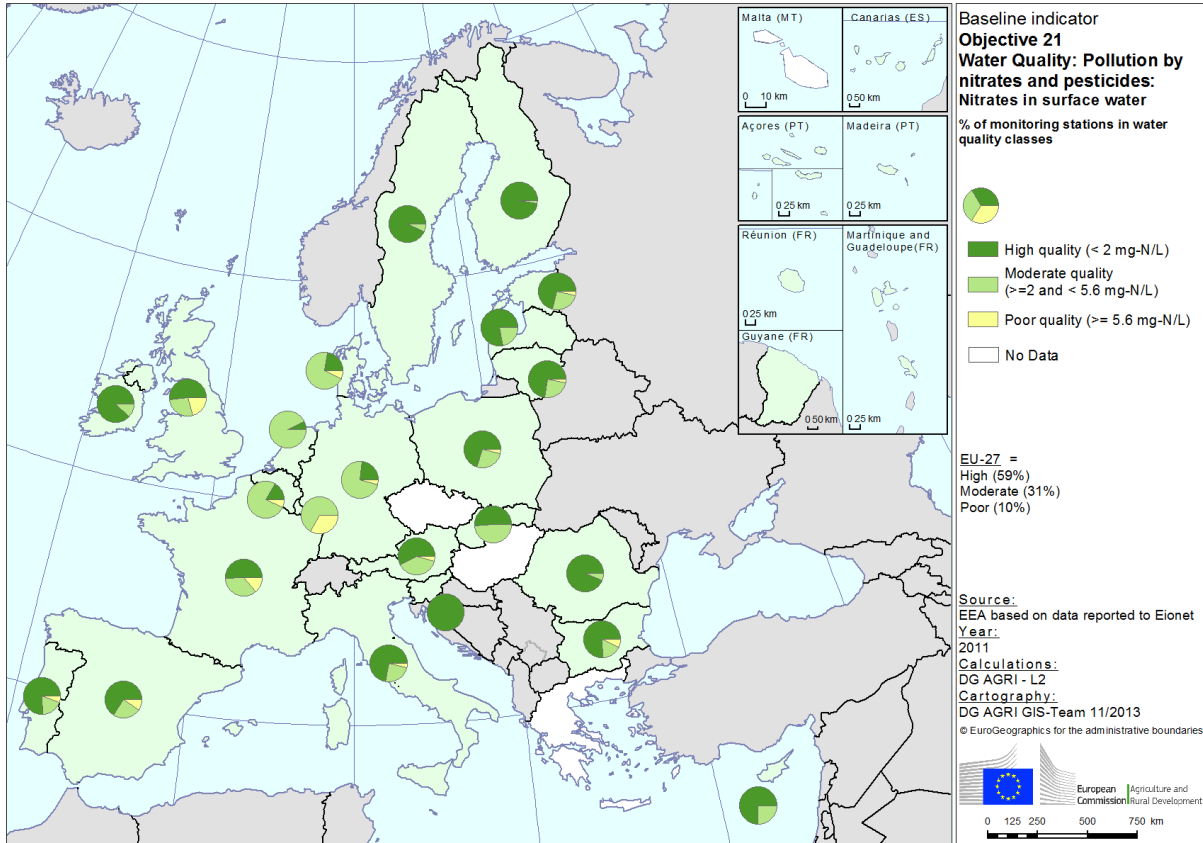 Malta (MT)
0 10 km
Canarias (ES)
0 50 km
Açores (PT)
0 25 km
Madeira (PT)
0 25 km
Réunion (FR)
0 25 km
Martinique and
Guadeloupe(FR)
0 25 km
Guyane (FR)
0 50 km
Baseline indicator
Objective 21
Water Quality: Pollution by
nitrates and pesticides:
Nitrates in surface water
% of monitoring stations in water
quality classes
High quality (< 2 mg-N/L)
Moderate quality
(>=2 and < 5.6 mg-N/L)
Poor quality (>= 5.6 mg-N/L)
No Data
EU-27 =
High (59%)
Moderate (31%)
Poor (10%)
Source:
EEA based on data reported to Eionet
Year:
2011
Calculations:
DG AGRI - L2
Cartography:
DG AGRI GIS-Team 11/2013
© EuroGeographics for the administrative boundaries
European
Commission
Agriculture and
Rural Development
0 125 250 500 750 km